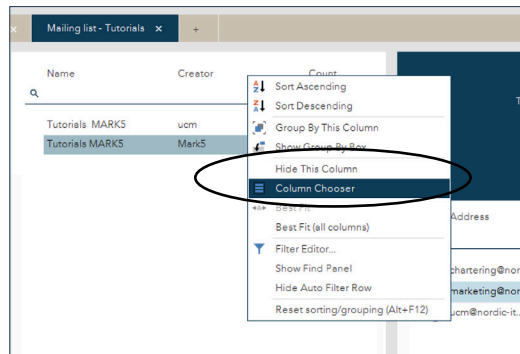 × Mailing list - Tutorials × +
Name Creator Count
Tutorials MARK5 ucm
Tutorials MARK5 Mark5
Sort Ascending
Sort Descending
Group By This Column
Show Group By Box
Hide This Column
Column Chooser
Best Fit
Best Fit (all columns)
Filter Editor...
Show Find Panel
Hide Auto Filter Row
Reset sorting/grouping (Alt+F12)
T
Address
chartering@nor
marketing@nor
ucm@nordic-it..